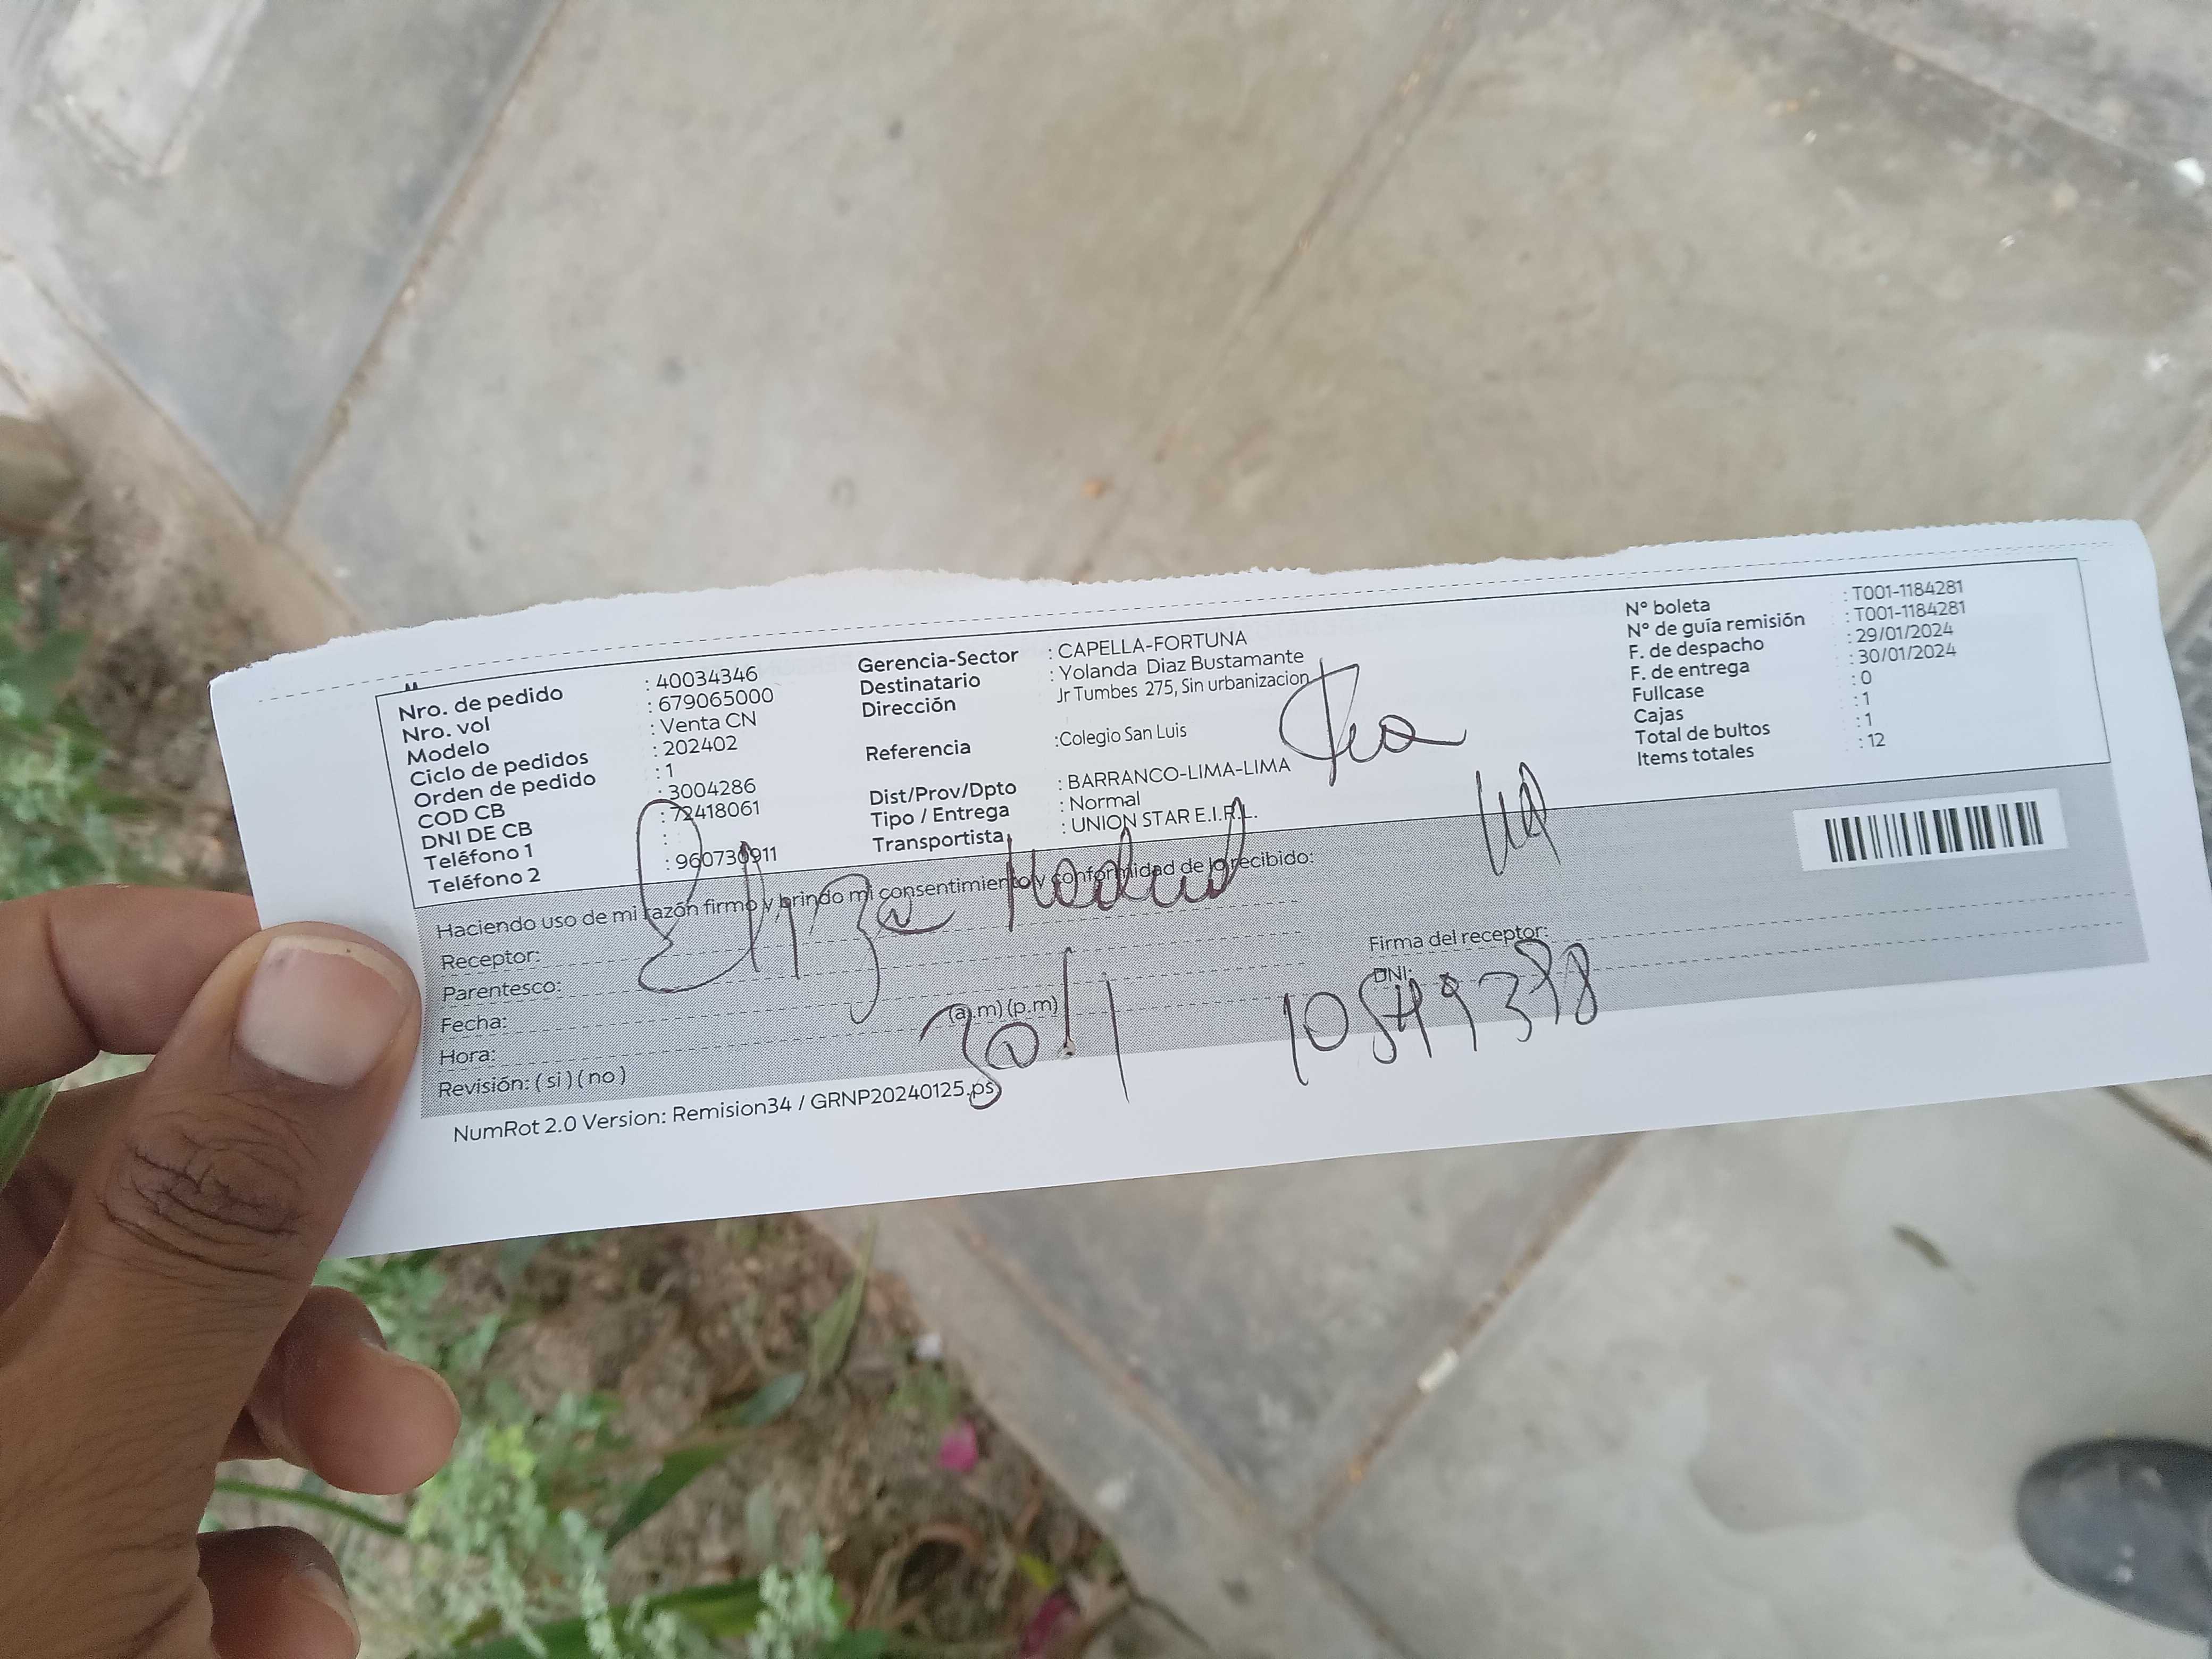 Nro. de pedido : 40034346
Nro. vol : 679065000
Modelo : Venta CN
Ciclo de pedidos : 202402
Orden de pedido : 1
COD CB : 3004286
DNI DE CB : 72418061
Teléfono 1 :
Teléfono 2 : 960730911
Gerencia-Sector : CAPELLA-FORTUNA
Destinatario : Yolanda Diaz Bustamante
Dirección Jr Tumbes 275, Sin urbanizacion
Referencia :Colegio San Luis
Dist/Prov/Dpto : BARRANCO-LIMA-LIMA
Tipo / Entrega : Normal
Transportista : UNION STAR E.I.R.L.
N° boleta : T001-1184281
N° de guía remisión : T001-1184281
F. de despacho : 29/01/2024
F. de entrega : 30/01/2024
Fullcase : 0
Cajas : 1
Total de bultos : 1
Items totales : 12
Haciendo uso de mi razón firmo y brindo mi consentimiento y conformidad de lo recibido:
Receptor: Eliza
Parentesco:
Fecha:
Hora: (a.m) (p.m)
Revisión: ( si ) ( no )
30/1
Firma del receptor:
DNI:
NumRot 2.0 Version: Remision34 / GRNP20240125.ps